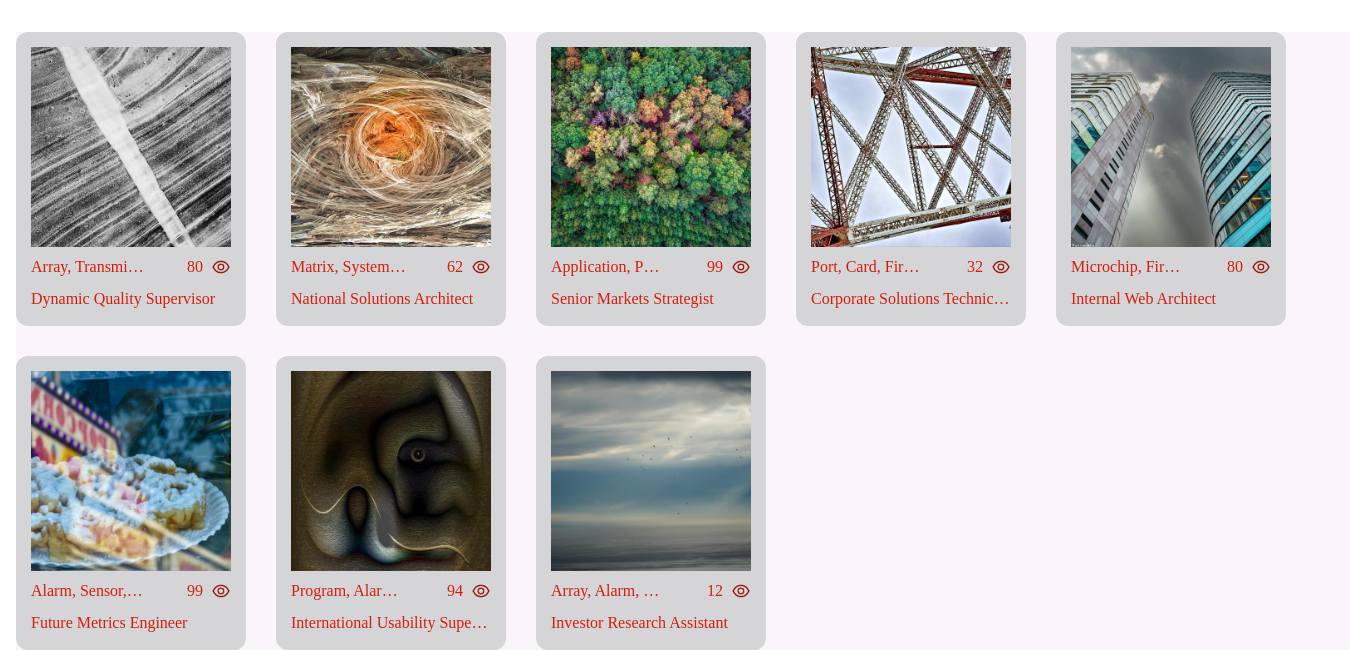 Array, Transmi… 80
Dynamic Quality Supervisor
Matrix, System… 62
National Solutions Architect
Application, P… 99
Senior Markets Strategist
Port, Card, Fir… 32
Corporate Solutions Technic…
Microchip, Fir… 80
Internal Web Architect
POPCORN
Alarm, Sensor,… 99
Future Metrics Engineer
Program, Alar… 94
International Usability Supe…
Array, Alarm, … 12
Investor Research Assistant